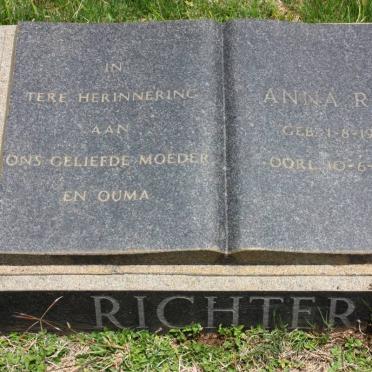 IN
TERE HERINNERING
AAN
ONS GELIEFDE MOEDER
EN OUMA
ANNA R
GEB. 1-8-19
OORL. 10-6-
RICHTER